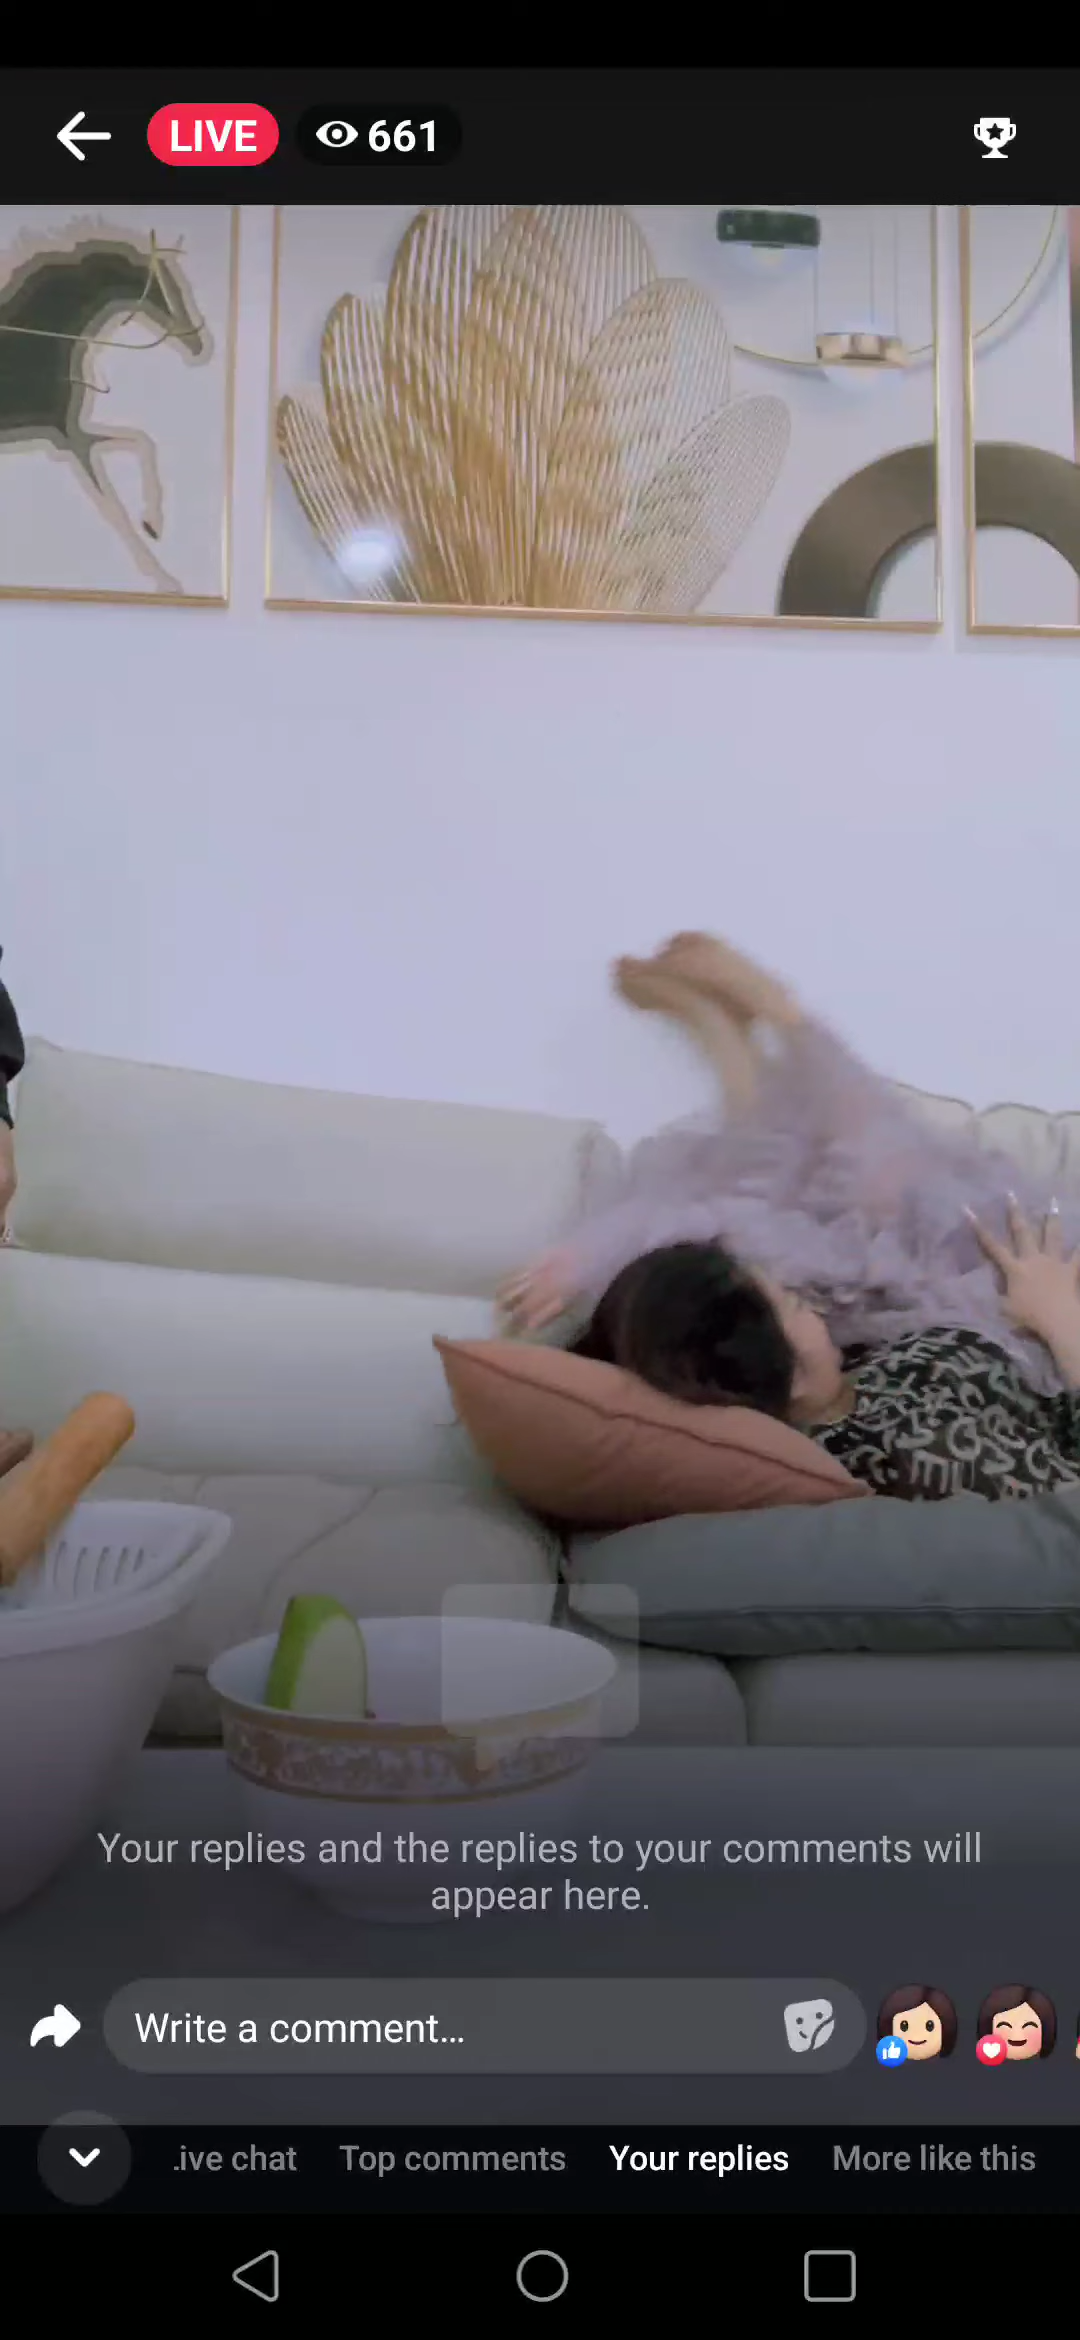 LIVE 661
Your replies and the replies to your comments will
appear here.
Write a comment...
.ive chat Top comments Your replies More like this